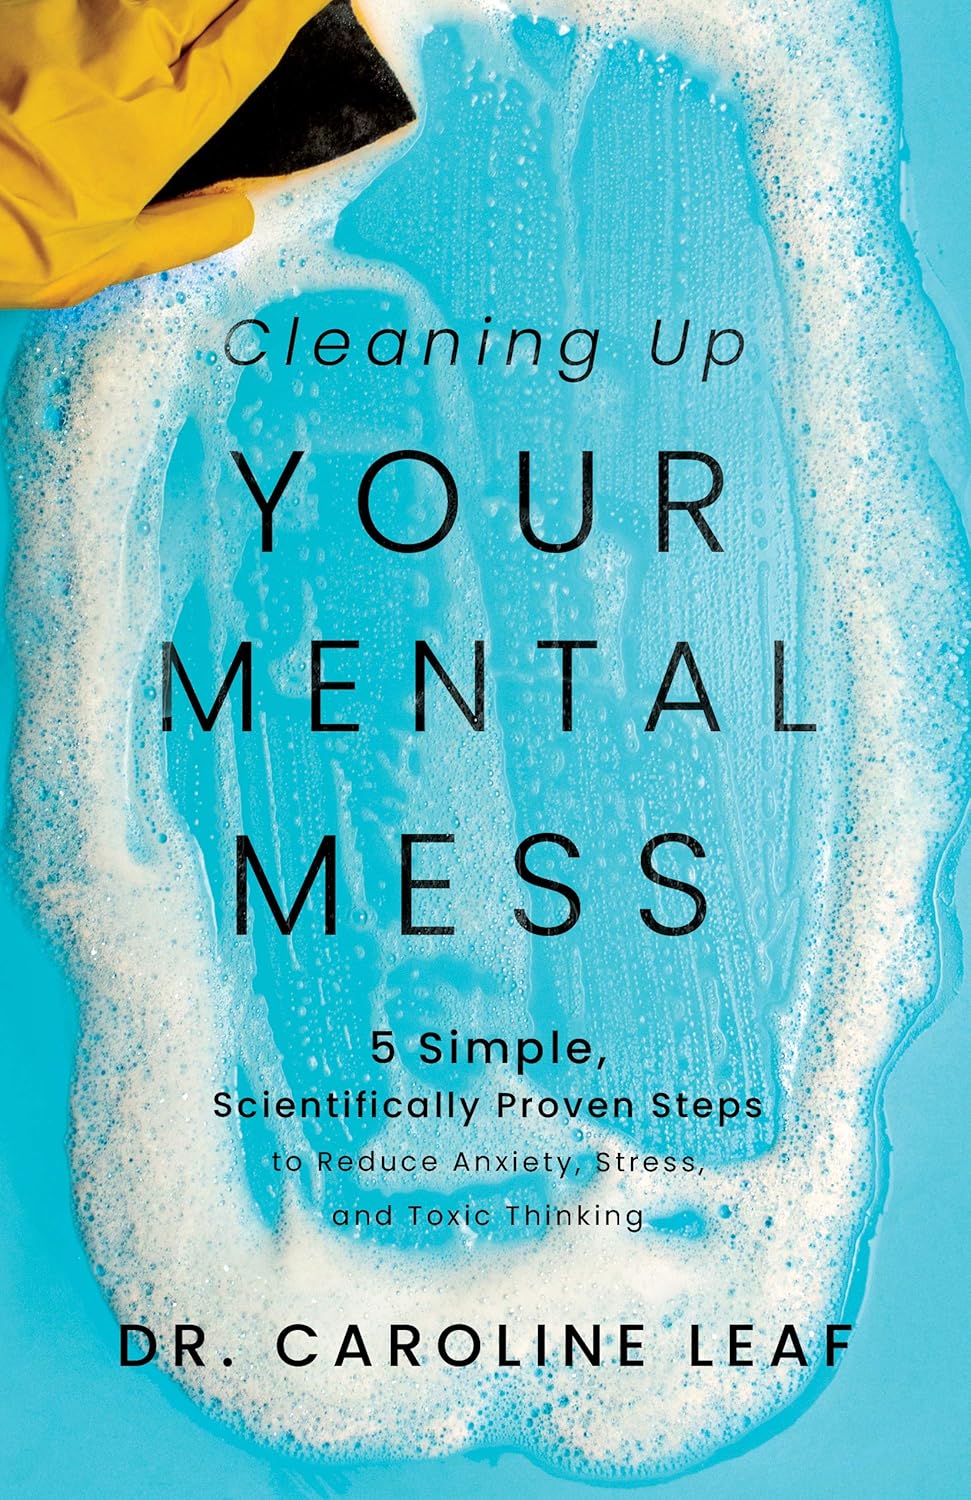 Cleaning Up
YOUR
MENTAL
MESS
5 Simple,
Scientifically Proven Steps
to Reduce Anxiety, Stress,
and Toxic Thinking
DR. CAROLINE LEAF